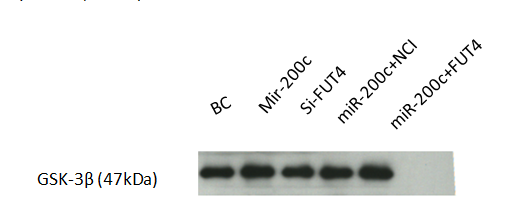 BC
Mir-200c
Si-FUT4
miR-200c+NCI
miR-200c+FUT4
GSK-3β (47kDa)